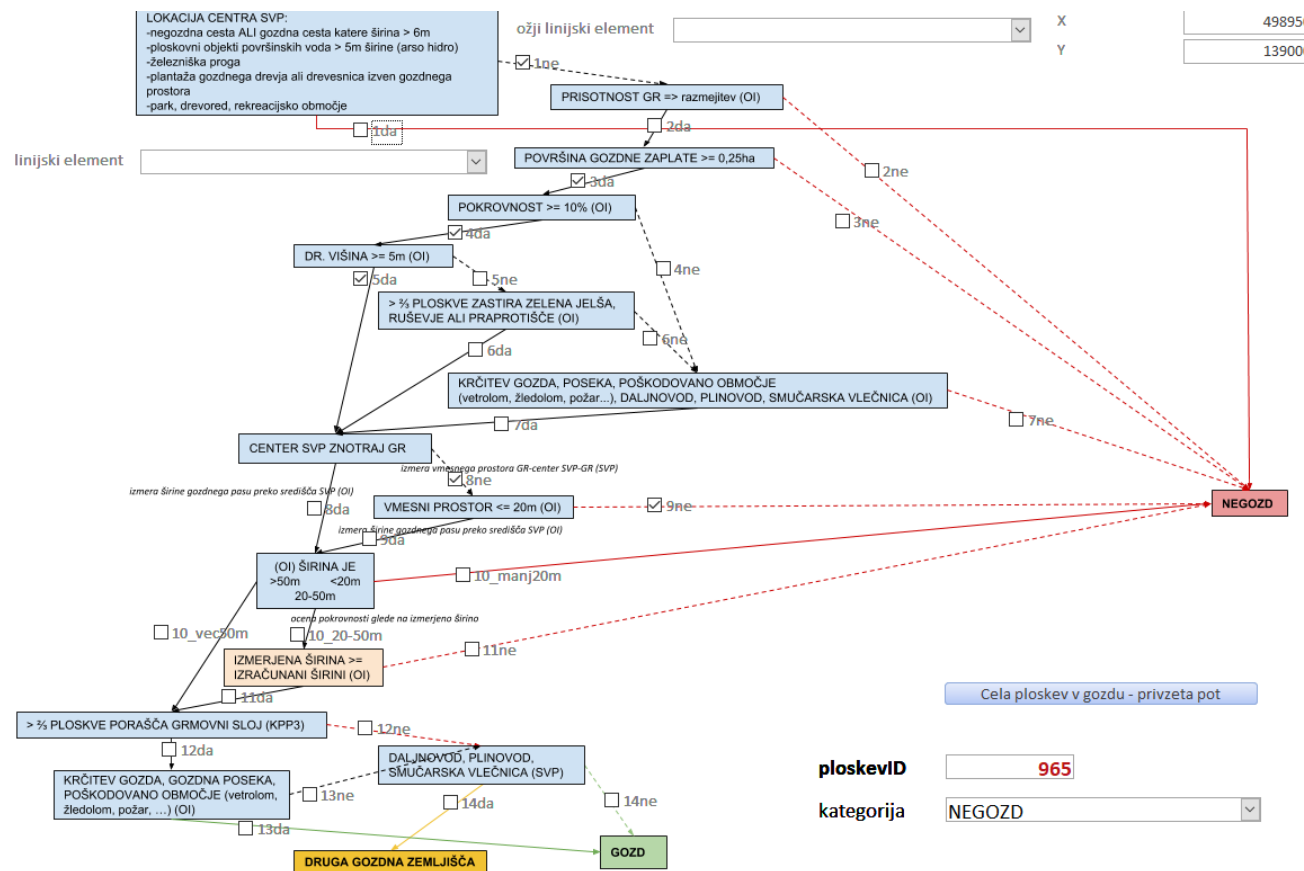 LOKACIJA CENTRA SVP:
-negozdna cesta ALI gozdna cesta katere širina > 6m
-ploskovni objekti površinskih voda > 5m širine (arso hidro)
-železniška proga
-plantaža gozdnega drevja ali drevesnica izven gozdnega
prostora
-park, drevored, rekreacijsko območje
ožji linijski element
X
49895
Y
13900
1ne
PRISOTNOST GR => razmejitev (OI)
1da
2da
linijski element
POVRŠINA GOZDNE ZAPLATE >= 0,25ha
2ne
3da
3ne
POKROVNOST >= 10% (OI)
4da
DR. VIŠINA >= 5m (OI)
4ne
5da
5ne
> ⅔ PLOSKVE ZASTIRA ZELENA JELŠA,
RUŠEVJE ALI PRAPROTIŠČE (OI)
6ne
6da
KRČITEV GOZDA, POSEKA, POŠKODOVANO OBMOČJE
(vetrolom, žledolom, požar...), DALJNOVOD, PLINOVOD, SMUČARSKA VLEČNICA (OI)
7da
7ne
CENTER SVP ZNOTRAJ GR
izmera vmesnega prostora GR-center SVP-GR (SVP)
8ne
izmera širine gozdnega pasu preko središča SVP (OI)
8da
VMESNI PROSTOR <= 20m (OI)
9ne
NEGOZD
izmera širine gozdnega pasu preko središča SVP (OI)
9da
(OI) ŠIRINA JE
>50m <20m
20-50m
10_manj20m
ocena pokrovnosti glede na izmerjeno širino
10_vec50m
10_20-50m
11ne
IZMERJENA ŠIRINA >=
IZRAČUNANI ŠIRINI (OI)
11da
Cela ploskev v gozdu - privzeta pot
> ⅔ PLOSKVE PORAŠČA GRMOVNI SLOJ (KPP3)
12ne
12da
DALJNOVOD, PLINOVOD,
SMUČARSKA VLEČNICA (SVP)
ploskevID
965
KRČITEV GOZDA, GOZDNA POSEKA,
POŠKODOVANO OBMOČJE (vetrolom,
žledolom, požar, ...) (OI)
13ne
14da
14ne
kategorija
NEGOZD
13da
GOZD
DRUGA GOZDNA ZEMLJIŠČA